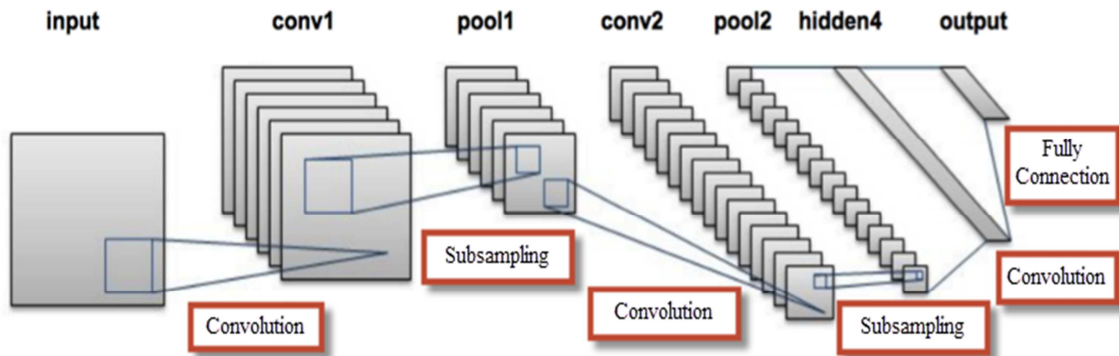 input
conv1
pool1
conv2
pool2
hidden4
output
Fully
Connection
Subsampling
Convolution
Convolution
Convolution
Subsampling